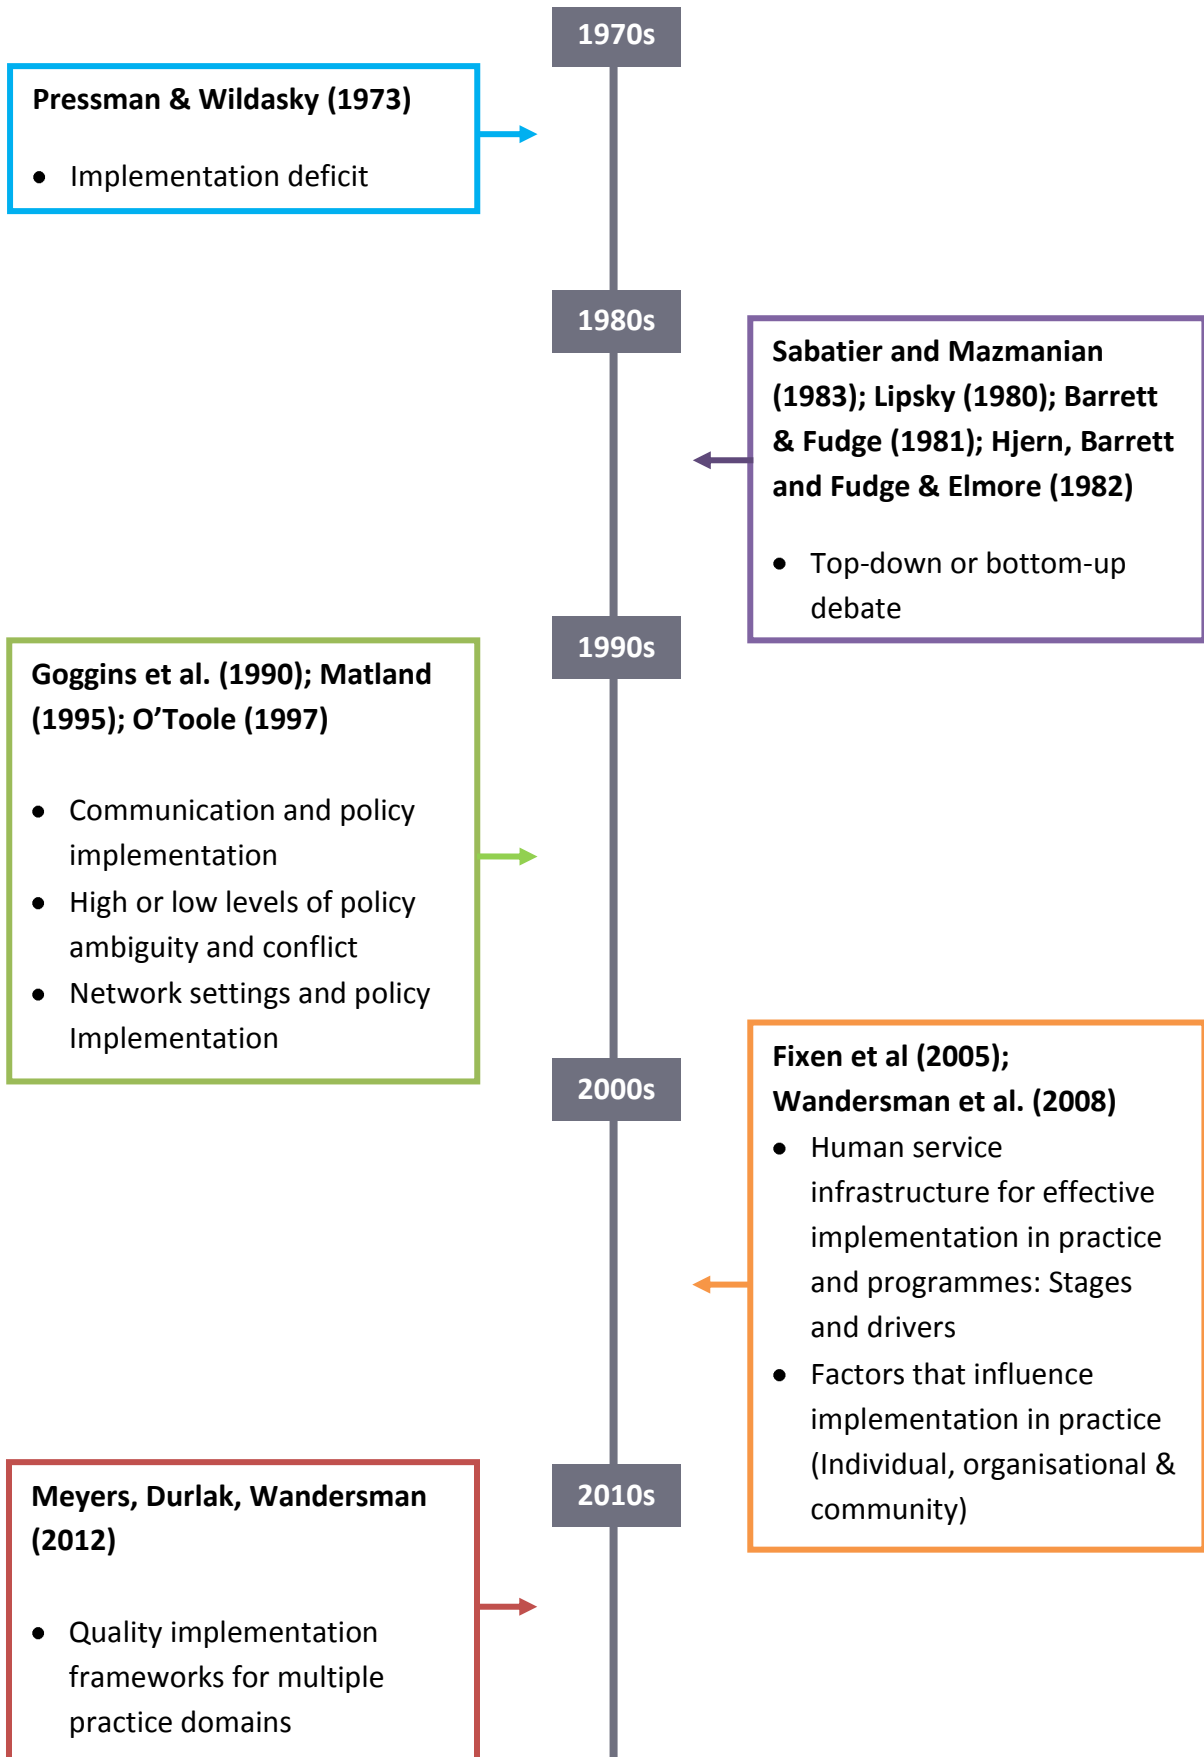 1970s
Pressman & Wildasky (1973)
• Implementation deficit
1980s
Sabatier and Mazmanian
(1983); Lipsky (1980); Barrett
& Fudge (1981); Hjern, Barrett
and Fudge & Elmore (1982)
• Top-down or bottom-up
debate
1990s
Goggins et al. (1990); Matland
(1995); O’Toole (1997)
• Communication and policy
implementation
• High or low levels of policy
ambiguity and conflict
• Network settings and policy
Implementation
2000s
Fixen et al (2005);
Wandersman et al. (2008)
• Human service
infrastructure for effective
implementation in practice
and programmes: Stages
and drivers
• Factors that influence
implementation in practice
(Individual, organisational &
community)
2010s
Meyers, Durlak, Wandersman
(2012)
• Quality implementation
frameworks for multiple
practice domains